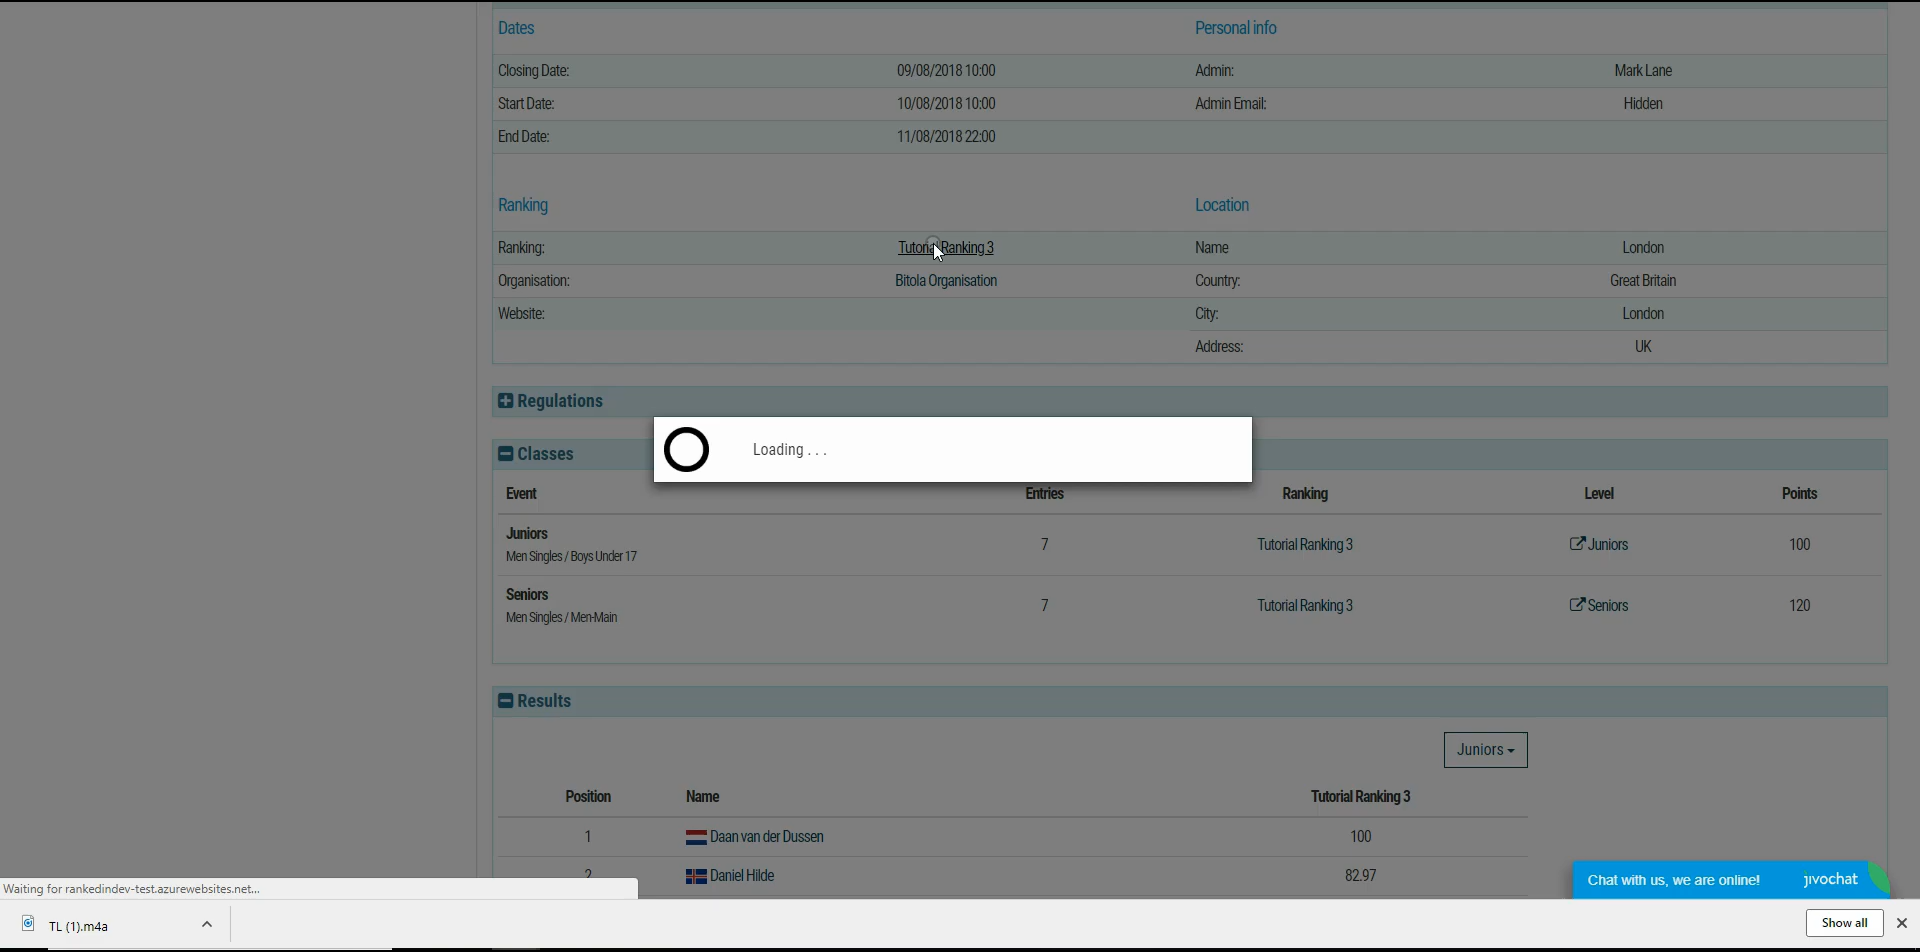 Dates
Personal info
Closing Date: 09/08/2018 10:00 Admin: Mark Lane
Start Date: 10/08/2018 10:00 Admin Email: Hidden
End Date: 11/08/2018 22:00
Ranking
Location
Ranking: Tutorial Ranking 3 Name London
Organisation: Bitola Organisation Country: Great Britain
Website: City: London
Address: UK
Regulations
Loading . . .
Classes
Event Entries Ranking Level Points
Juniors
Men Singles / Boys Under 17 7 Tutorial Ranking 3 Juniors 100
Seniors
Men Singles / Men-Main 7 Tutorial Ranking 3 Seniors 120
Results
Juniors
Position Name Tutorial Ranking 3
1 Daan van der Dussen 100
2 Daniel Hilde 82.97
Chat with us, we are online! jivochat
Waiting for rankedindev-test.azurewebsites.net...
TL (1).m4a
Show all